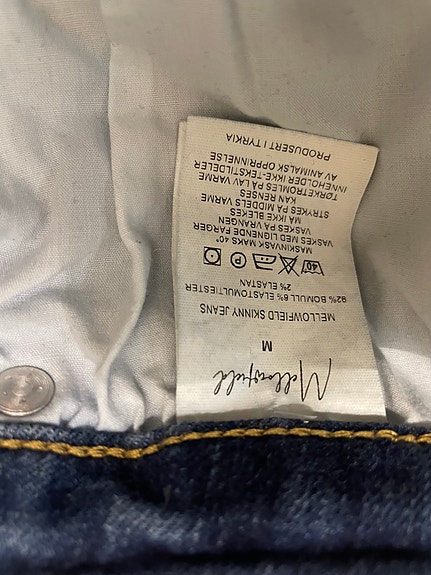 Mellowfield
M
MELLOWFIELD SKINNY JEANS
92% BOMULL 6% ELASTOMULTIESTER
2% ELASTAN
40 P
MASKINVASK MAKS 40°
VASKES MED LIGNENDE FARGER
VASKES PÅ VRANGEN
MÅ IKKE BLEKES
STRYKES PÅ MIDDELS VARME
KAN RENSES
TØRKETROMLES PÅ LAV VARME
INNEHOLDER IKKE-TEKSTILDELER
AV ANIMALSK OPPRINNELSE
PRODUSERT I TYRKIA